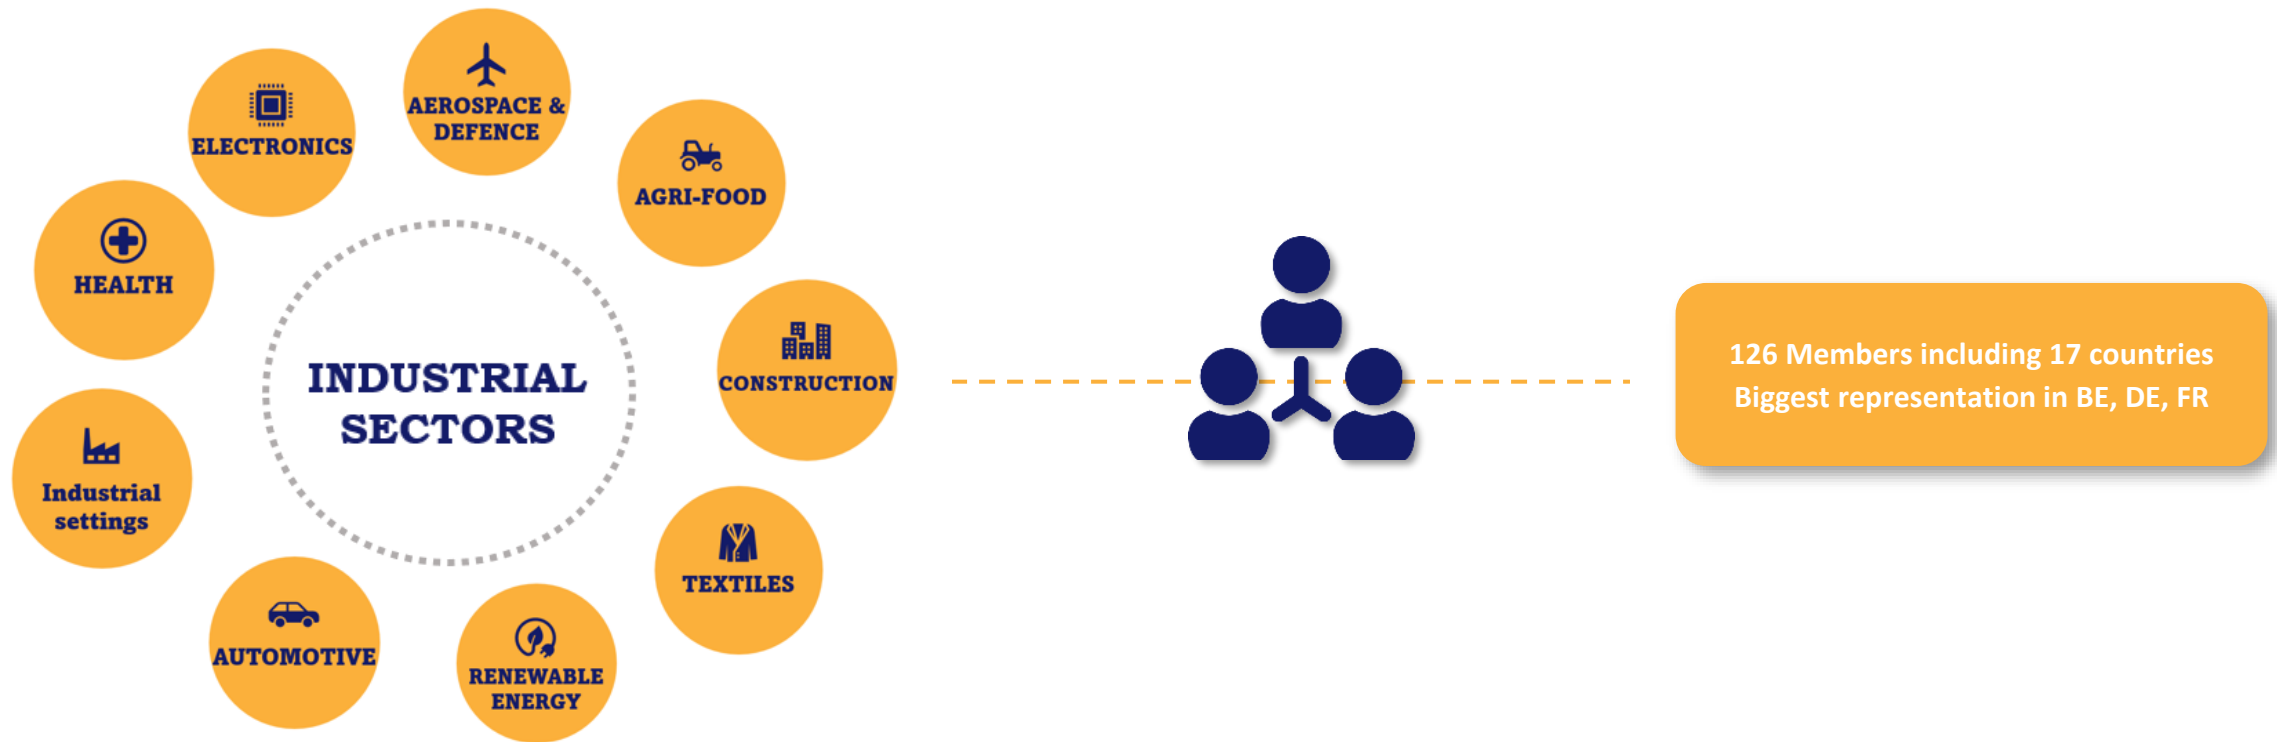 INDUSTRIAL
SECTORS
AEROSPACE &
DEFENCE
AGRI-FOOD
CONSTRUCTION
TEXTILES
RENEWABLE
ENERGY
AUTOMOTIVE
Industrial
settings
HEALTH
ELECTRONICS
126 Members including 17 countries
Biggest representation in BE, DE, FR